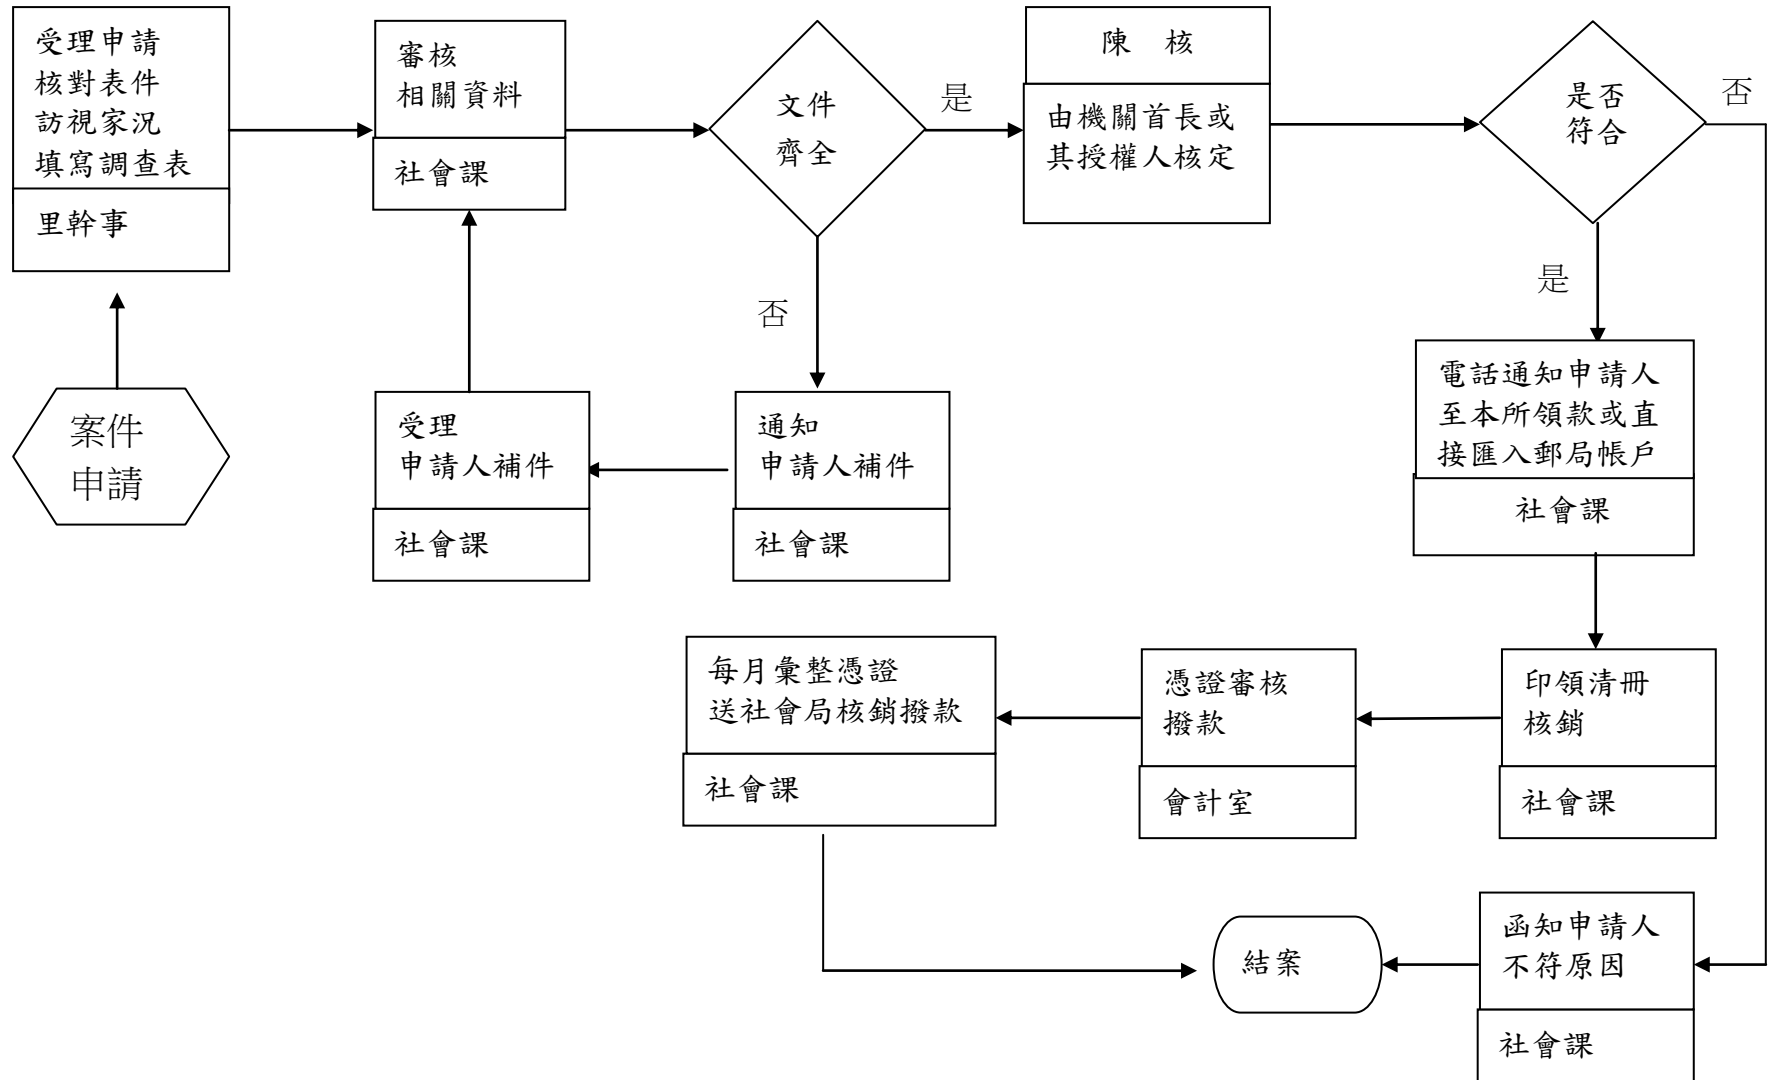 受理申請
核對表件
訪視家況
填寫調查表
里幹事
案件
申請
審核
相關資料
社會課
文件
齊全
是
否
通知
申請人補件
社會課
受理
申請人補件
社會課
陳 核
由機關首長或
其授權人核定
是否
符合
否
是
電話通知申請人
至本所領款或直
接匯入郵局帳戶
社會課
印領清冊
核銷
社會課
憑證審核
撥款
會計室
每月彙整憑證
送社會局核銷撥款
社會課
函知申請人
不符原因
社會課
結案